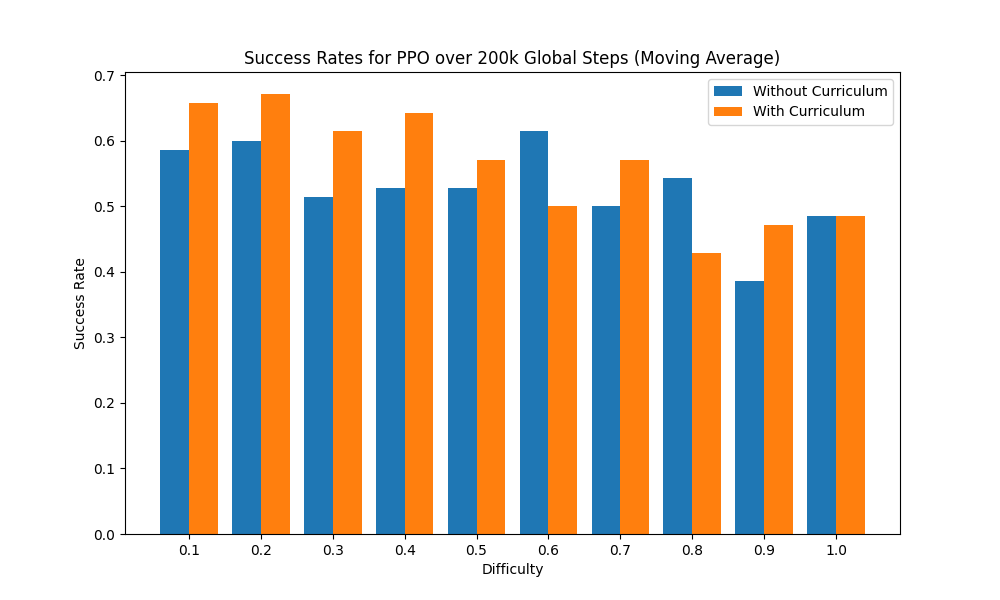 Success Rates for PPO over 200k Global Steps (Moving Average)
Without Curriculum
With Curriculum
Success Rate
0.7
0.6
0.5
0.4
0.3
0.2
0.1
0.0
0.1 0.2 0.3 0.4 0.5 0.6 0.7 0.8 0.9 1.0
Difficulty